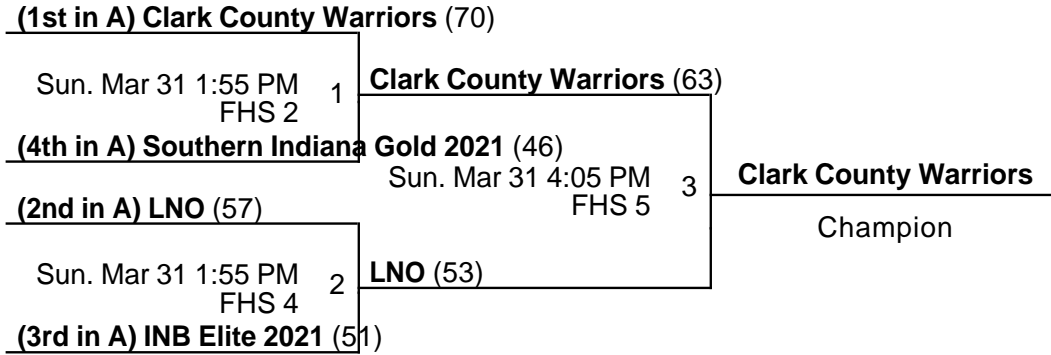 (1st in A) Clark County Warriors (70)
Sun. Mar 31 1:55 PM
FHS 2
1
Clark County Warriors (63)
(4th in A) Southern Indiana Gold 2021 (46)
Sun. Mar 31 4:05 PM
FHS 5
3
Clark County Warriors
Champion
(2nd in A) LNO (57)
Sun. Mar 31 1:55 PM
FHS 4
2
LNO (53)
(3rd in A) INB Elite 2021 (51)